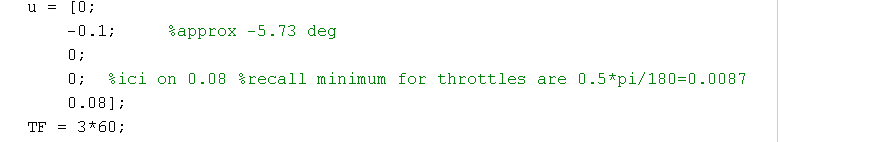 u = [0;
-0.1; %approx -5.73 deg
0;
0; %ici on 0.08 %recall minimum for throttles are 0.5*pi/180=0.0087
0.08];
TF = 3*60;